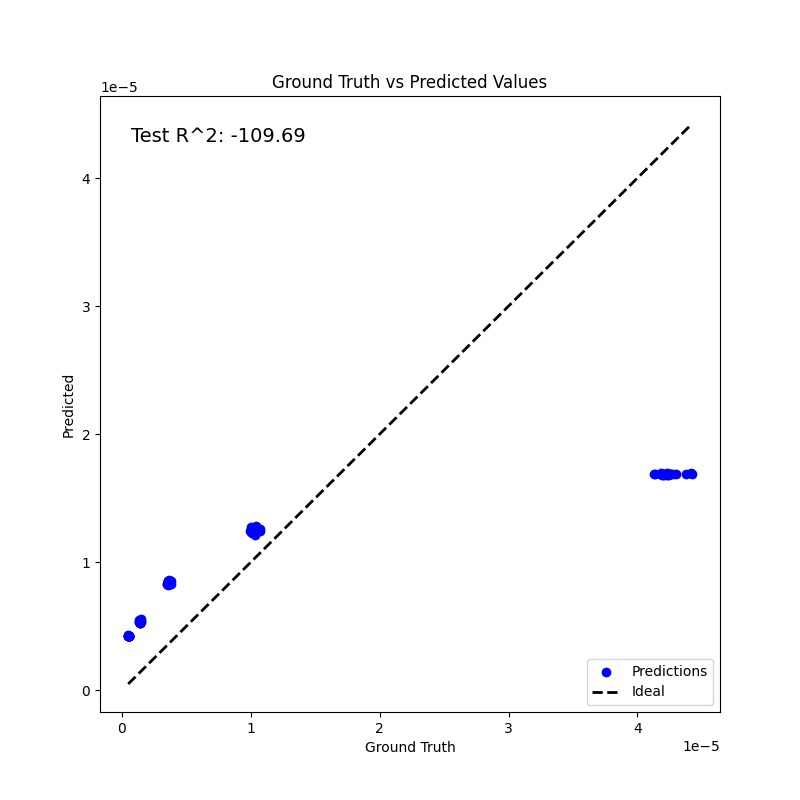 Ground Truth vs Predicted Values
1e−5
Test R^2: -109.69
4
3
2
1
0
Predicted
Predictions
Ideal
0 1 2 3 4
1e−5
Ground Truth